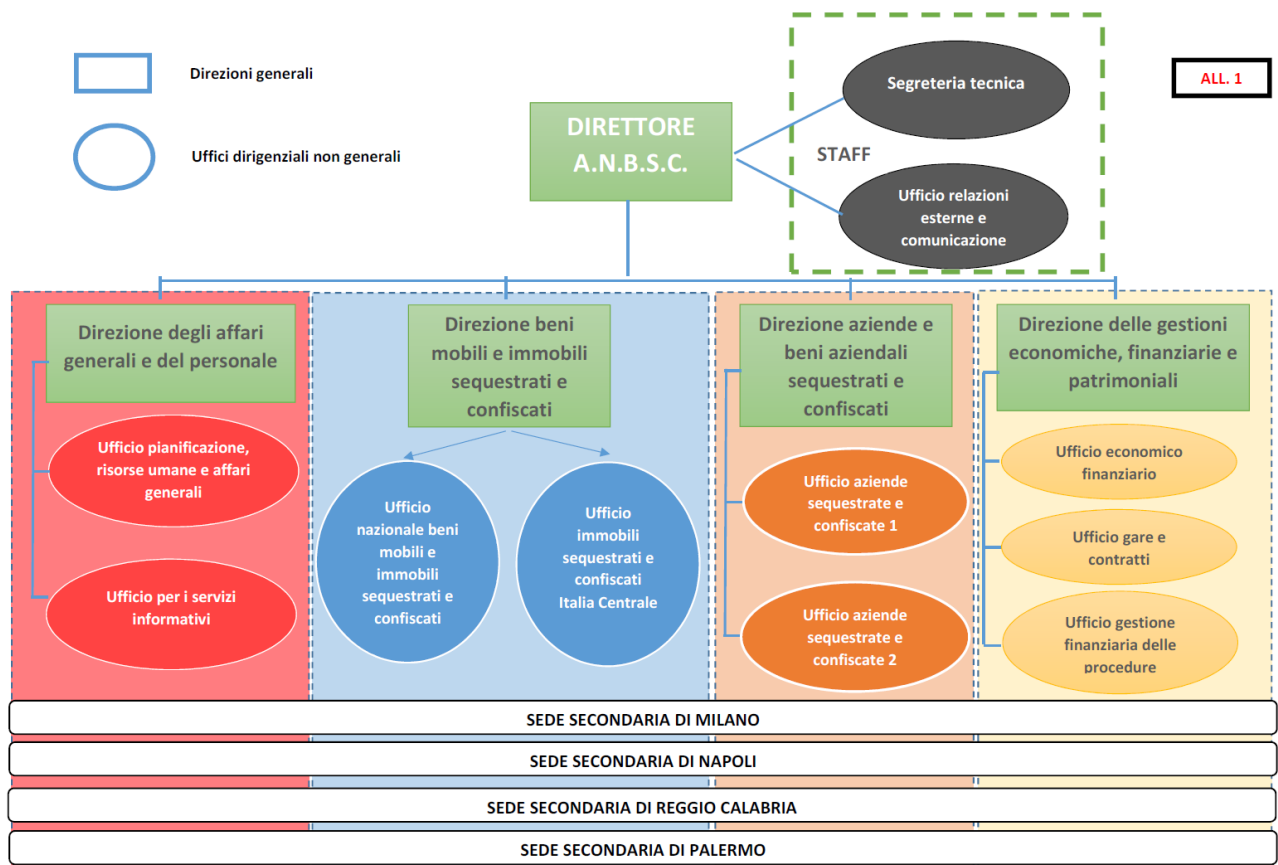 Direzioni generali
Uffici dirigenziali non generali
DIRETTORE
A.N.B.S.C.
STAFF
Segreteria tecnica
Ufficio relazioni
esterne e
comunicazione
ALL. 1
Direzione degli affari
generali e del personale
Ufficio pianificazione,
risorse umane e affari
generali
Ufficio per i servizi
informativi
Direzione beni
mobili e immobili
sequestrati e
confiscati
Ufficio
nazionale beni
mobili e
immobili
sequestrati e
confiscati
Ufficio
immobili
sequestrati e
confiscati
Italia Centrale
Direzione aziende e
beni aziendali
sequestrati e
confiscati
Ufficio aziende
sequestrate e
confiscate 1
Ufficio aziende
sequestrate e
confiscate 2
Direzione delle gestioni
economiche, finanziarie e
patrimoniali
Ufficio economico
finanziario
Ufficio gare e
contratti
Ufficio gestione
finanziaria delle
procedure
SEDE SECONDARIA DI MILANO
SEDE SECONDARIA DI NAPOLI
SEDE SECONDARIA DI REGGIO CALABRIA
SEDE SECONDARIA DI PALERMO